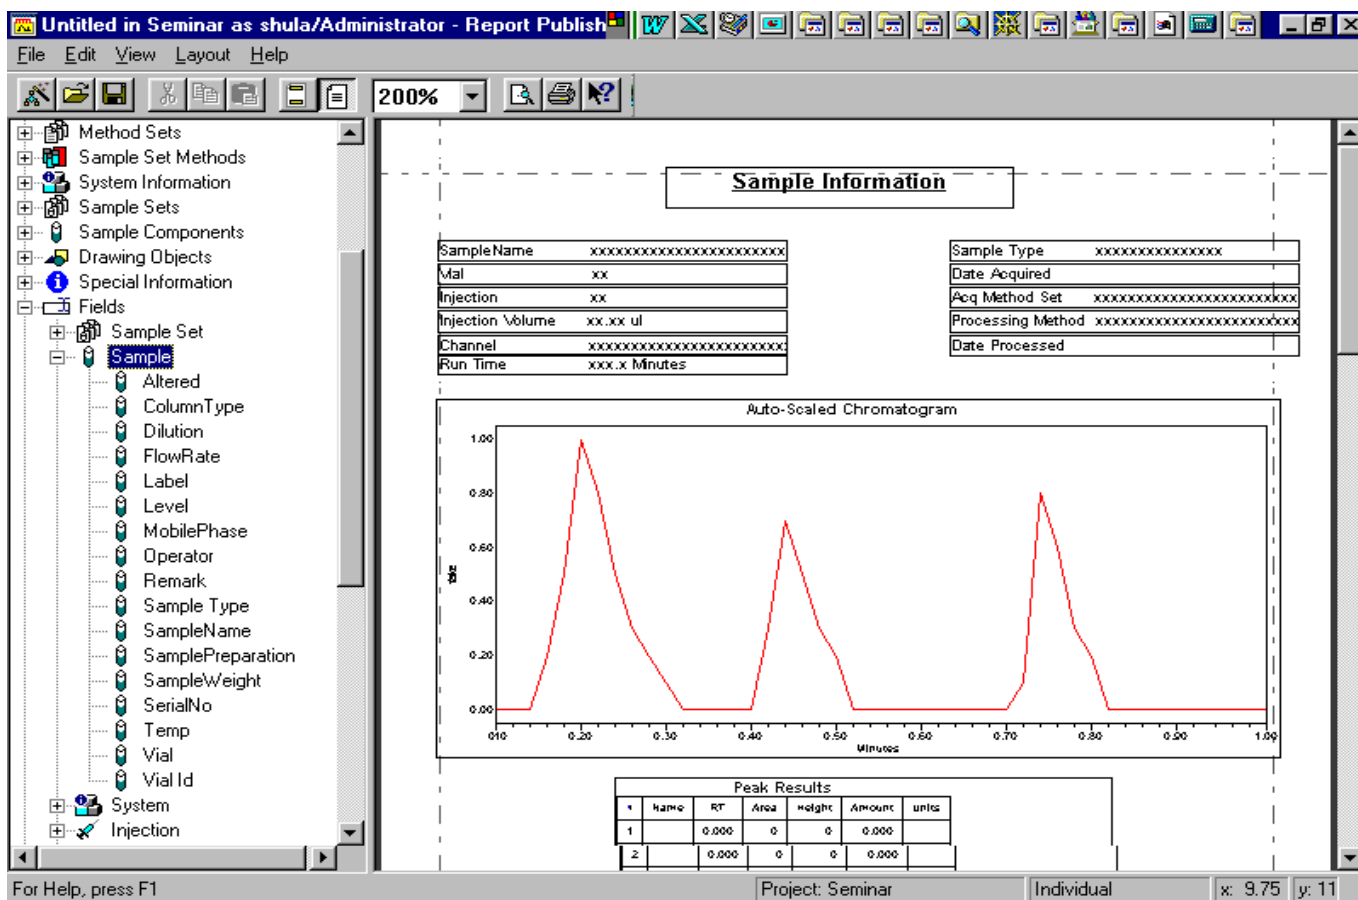 Untitled in Seminar as shula/Administrator - Report Publish
File Edit View Layout Help
200%
Method Sets
Sample Set Methods
System Information
Sample Sets
Sample Components
Drawing Objects
Special Information
Fields
Sample Set
Sample
Altered
ColumnType
Dilution
FlowRate
Label
Level
MobilePhase
Operator
Remark
Sample Type
SampleName
SamplePreparation
SampleWeight
SerialNo
Temp
Vial
Vial Id
System
Injection
Sample Information
SampleName xxxxxxxxxxxxxxxxxxxxxxx
Vial xx
Injection xx
Injection Volume xx.xx ul
Channel xxxxxxxxxxxxxxxxxxxxxxx
Run Time xxx.x Minutes
Sample Type xxxxxxxxxxxxxxx
Date Acquired
Acq Method Set xxxxxxxxxxxxxxxxxxxxxxxx
Processing Method xxxxxxxxxxxxxxxxxxxxxxxx
Date Processed
Auto-Scaled Chromatogram
1.00
0.80
0.60
0.40
0.20
0.00
fake
0.10 0.20 0.30 0.40 0.50 0.60 0.70 0.80 0.90 1.00
Minutes
Peak Results
Name RT Area Height Amount units
1 0.000 0 0 0.000
2 0.000 0 0 0.000
For Help, press F1 Project: Seminar Individual x: 9.75 y: 11